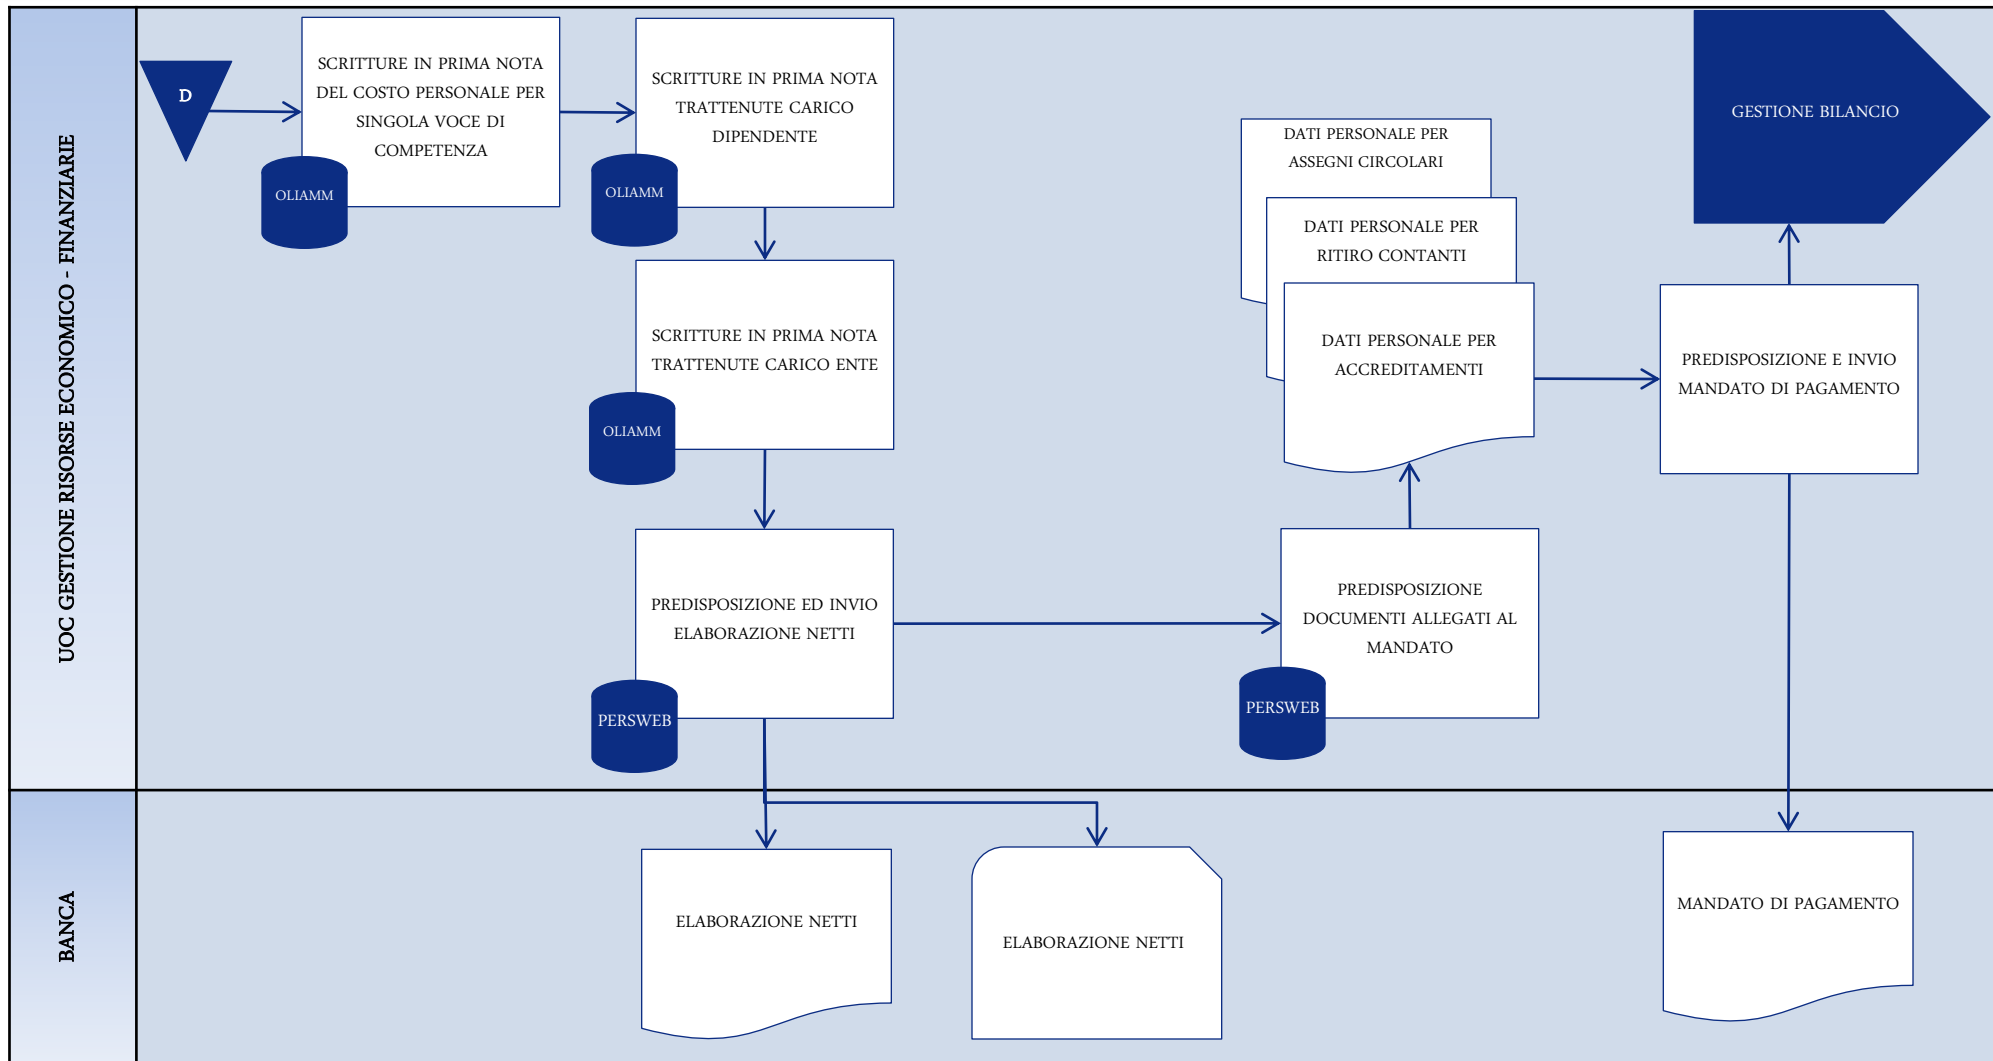 UOC GESTIONE RISORSE ECONOMICO - FINANZIARIE
D
SCRITTURE IN PRIMA NOTA
DEL COSTO PERSONALE PER
SINGOLA VOCE DI
COMPETENZA
OLIAMM
SCRITTURE IN PRIMA NOTA
TRATTENUTE CARICO
DIPENDENTE
OLIAMM
SCRITTURE IN PRIMA NOTA
TRATTENUTE CARICO ENTE
OLIAMM
PREDISPOSIZIONE ED INVIO
ELABORAZIONE NETTI
PERSWEB
PREDISPOSIZIONE
DOCUMENTI ALLEGATI AL
MANDATO
PERSWEB
DATI PERSONALE PER
ASSEGNI CIRCOLARI
DATI PERSONALE PER
RITIRO CONTANTI
DATI PERSONALE PER
ACCREDITAMENTI
PREDISPOSIZIONE E INVIO
MANDATO DI PAGAMENTO
GESTIONE BILANCIO
BANCA
ELABORAZIONE NETTI
ELABORAZIONE NETTI
MANDATO DI PAGAMENTO